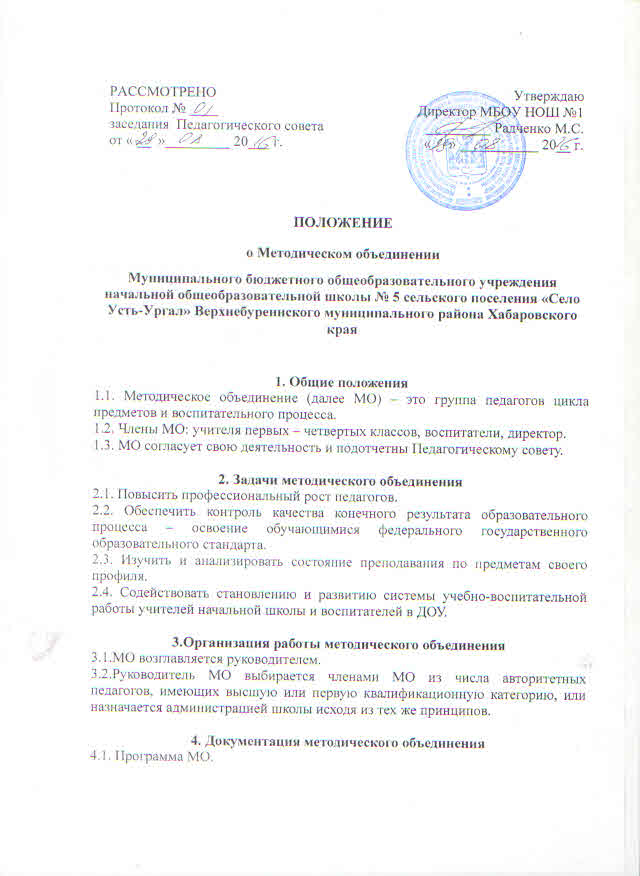 РАССМОТРЕНО
Протокол № 01
заседания Педагогического совета
от «29» 08 2016 г.
Утверждаю
Директор МБОУ НОШ №1
Радченко М.С.
«29» 08 2016 г.
ПОЛОЖЕНИЕ
о Методическом объединении
Муниципального бюджетного общеобразовательного учреждения
начальной общеобразовательной школы № 5 сельского поселения «Село
Усть-Ургал» Верхнебуреинского муниципального района Хабаровского
края
1. Общие положения
1.1. Методическое объединение (далее МО) – это группа педагогов цикла
предметов и воспитательного процесса.
1.2. Члены МО: учителя первых – четвертых классов, воспитатели, директор.
1.3. МО согласует свою деятельность и подотчетны Педагогическому совету.
2. Задачи методического объединения
2.1. Повысить профессиональный рост педагогов.
2.2. Обеспечить контроль качества конечного результата образовательного
процесса – освоение обучающимися федерального государственного
образовательного стандарта.
2.3. Изучить и анализировать состояние преподавания по предметам своего
профиля.
2.4. Содействовать становлению и развитию системы учебно-воспитательной
работы учителей начальной школы и воспитателей в ДОУ.
3.Организация работы методического объединения
3.1.МО возглавляется руководителем.
3.2.Руководитель МО выбирается членами МО из числа авторитетных
педагогов, имеющих высшую или первую квалификационную категорию, или
назначается администрацией школы исходя из тех же принципов.
4. Документация методического объединения
4.1. Программа МО.